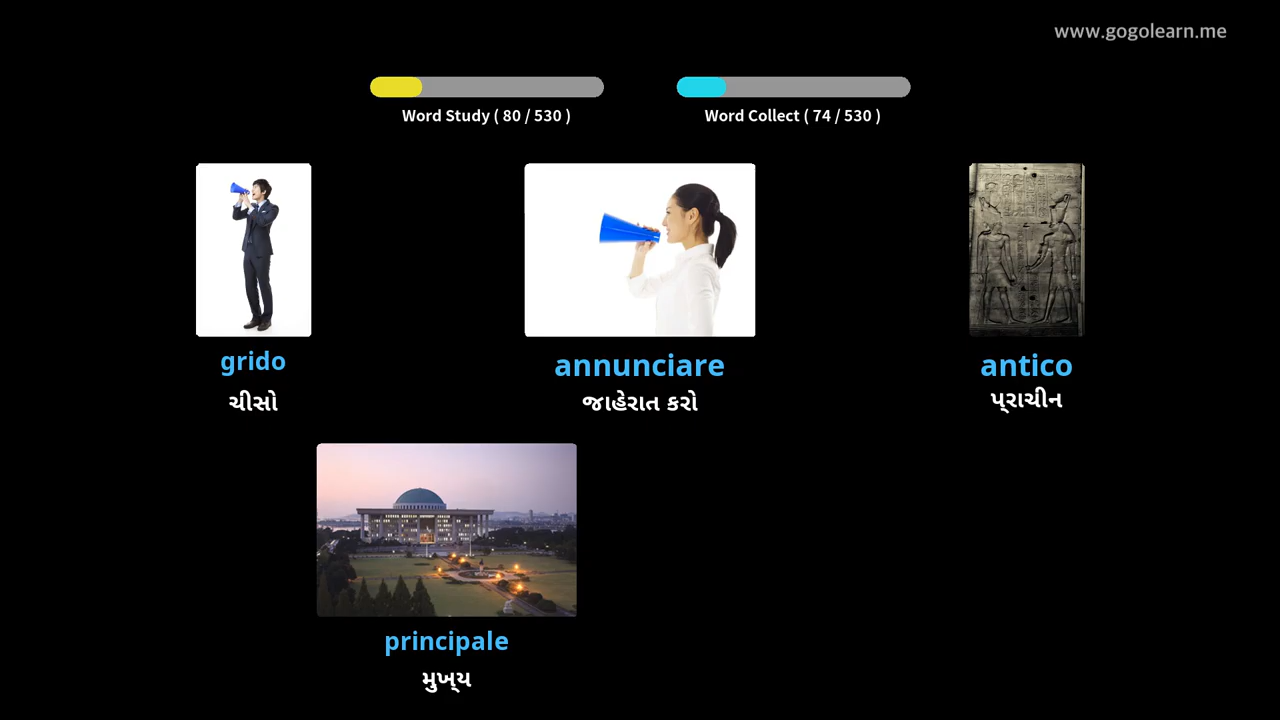 www.gogolearn.me
Word Study ( 80 / 530 )
Word Collect ( 74 / 530 )
grido
ચીસો
annunciare
જાહેરાત કરો
antico
પ્રાચીન
principale
મુખ્ય